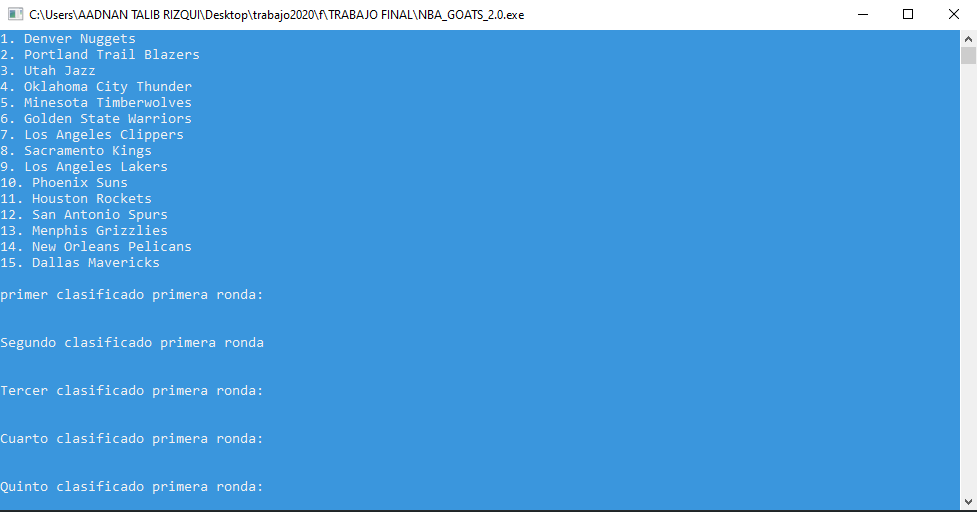 C:\Users\AADNAN TALIB RIZQUI\Desktop\trabajo2020\f\TRABAJO FINAL\NBA_GOATS_2.0.exe
1. Denver Nuggets
2. Portland Trail Blazers
3. Utah Jazz
4. Oklahoma City Thunder
5. Minesota Timberwolves
6. Golden State Warriors
7. Los Angeles Clippers
8. Sacramento Kings
9. Los Angeles Lakers
10. Phoenix Suns
11. Houston Rockets
12. San Antonio Spurs
13. Menphis Grizzlies
14. New Orleans Pelicans
15. Dallas Mavericks
primer clasificado primera ronda:
Segundo clasificado primera ronda
Tercer clasificado primera ronda:
Cuarto clasificado primera ronda:
Quinto clasificado primera ronda: